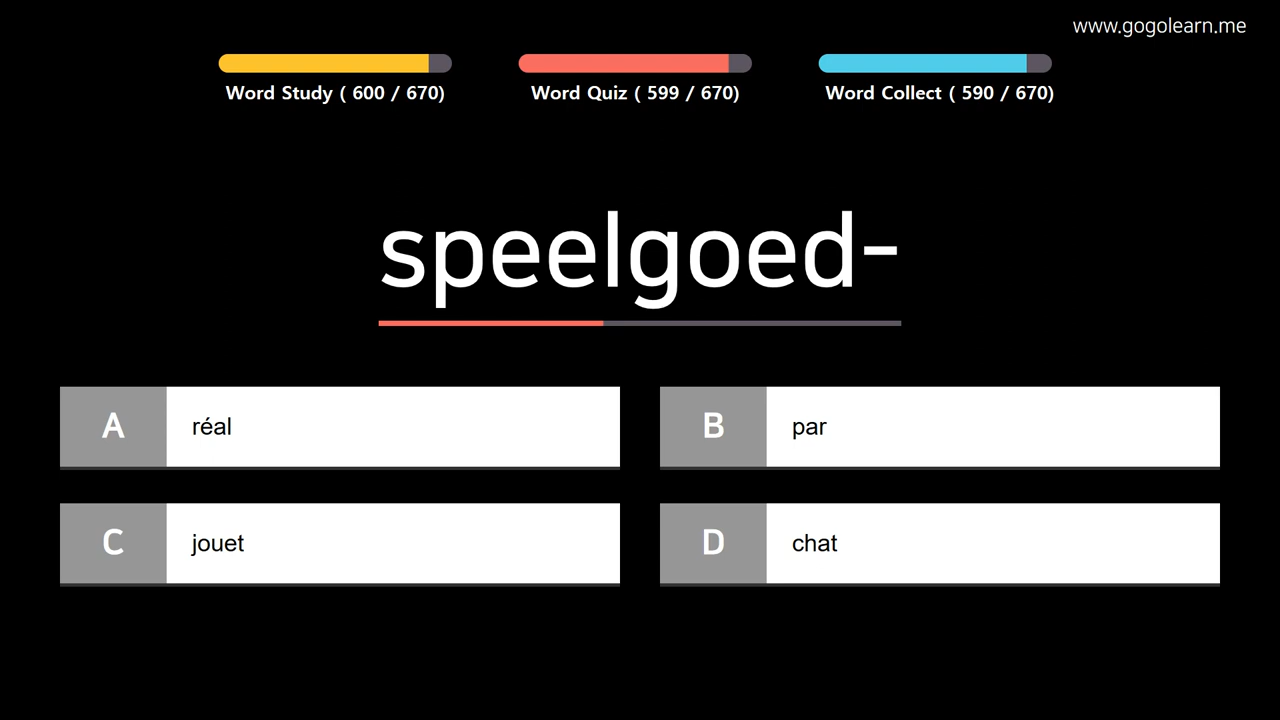 www.gogolearn.me
Word Study ( 600 / 670)
Word Quiz ( 599 / 670)
Word Collect ( 590 / 670)
speelgoed-
A
réal
B
par
C
jouet
D
chat